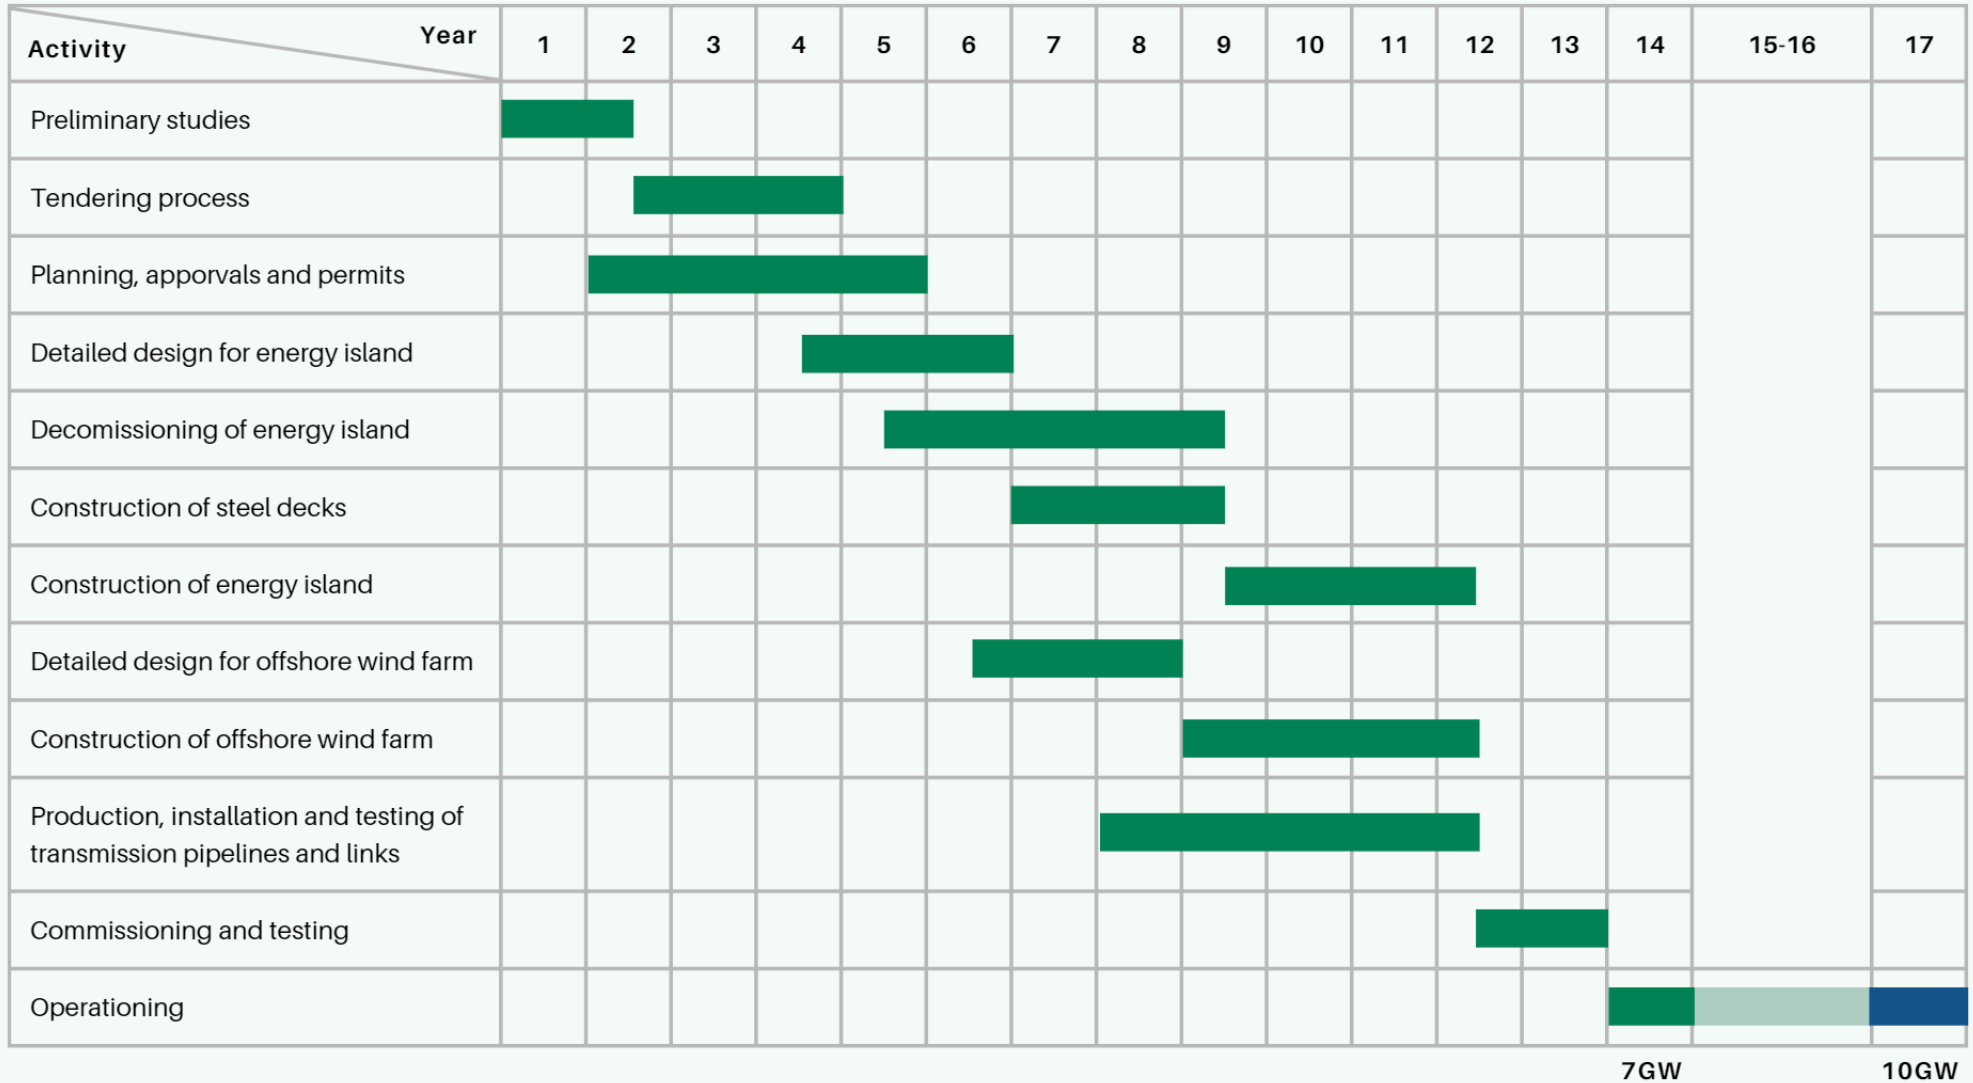 Year
Activity
1 2 3 4 5 6 7 8 9 10 11 12 13 14 15-16 17
Preliminary studies
Tendering process
Planning, apporvals and permits
Detailed design for energy island
Decomissioning of energy island
Construction of steel decks
Construction of energy island
Detailed design for offshore wind farm
Construction of offshore wind farm
Production, installation and testing of
transmission pipelines and links
Commissioning and testing
Operationing
7GW 10GW